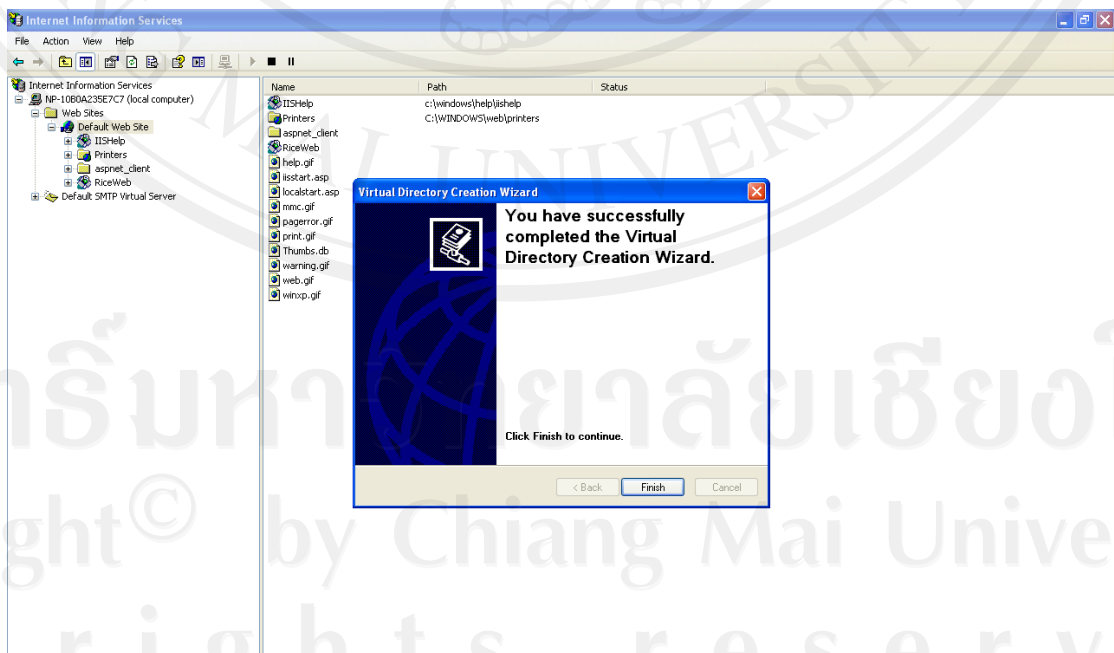 Internet Information Services
File Action View Help
Internet Information Services
NP-10B0A235E7C7 (local computer)
Web Sites
Default Web Site
IISHelp
Printers
aspnet_client
RiceWeb
Default SMTP Virtual Server
Name Path Status
IISHelp c:\windows\help\iishelp
Printers C:\WINDOWS\web\printers
aspnet_client
RiceWeb
help.gif
iisstart.asp
localstart.asp
mmc.gif
pagerror.gif
print.gif
Thumbs.db
warning.gif
web.gif
winxp.gif
Virtual Directory Creation Wizard
You have successfully
completed the Virtual
Directory Creation Wizard.
Click Finish to continue.
< Back Finish Cancel
by Chiang Mai Unive